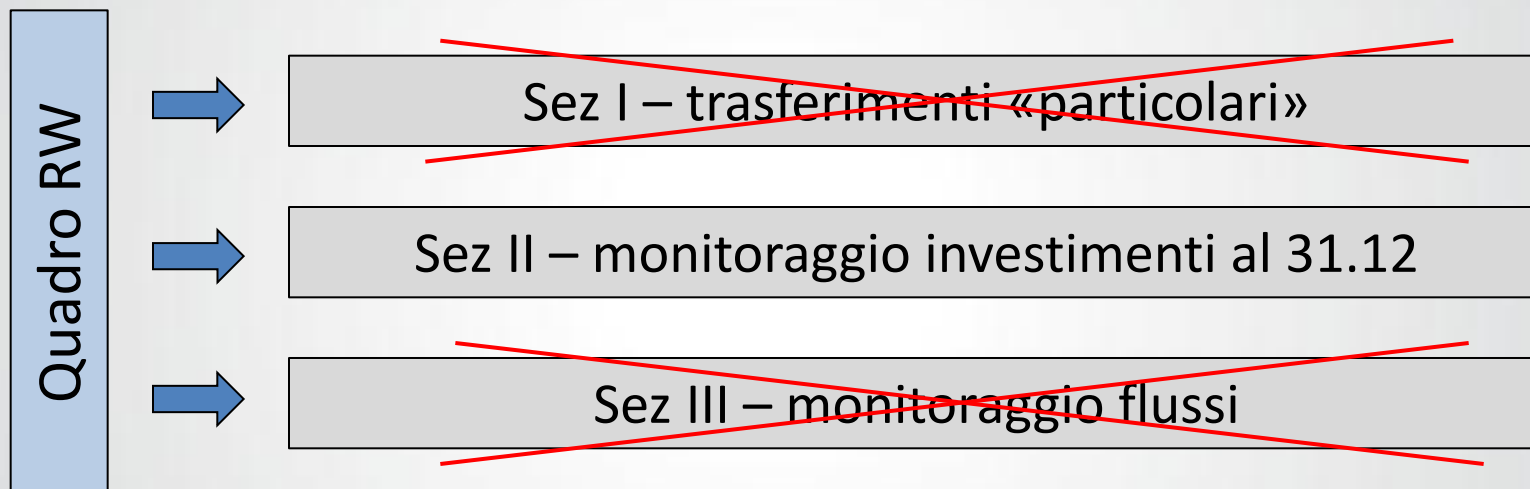 Quadro RW
Sez I – trasferimenti «particolari»
Sez II – monitoraggio investimenti al 31.12
Sez III – monitoraggio flussi